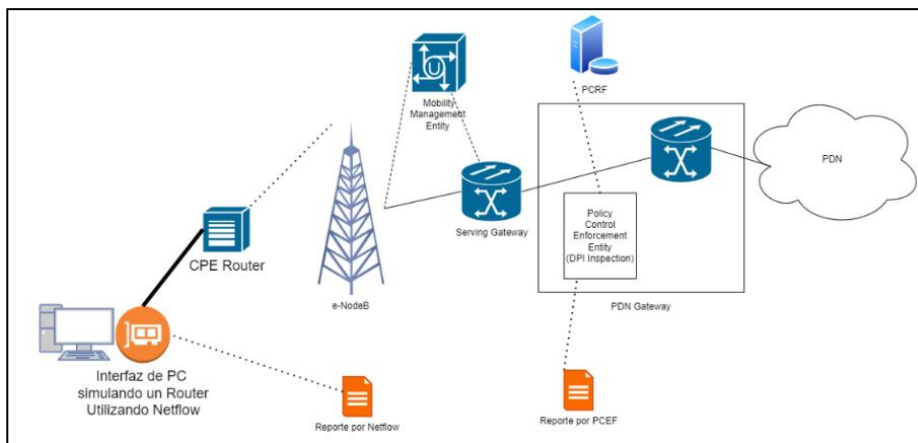 Mobility
Management
Entity
PCRF
PDN
Policy
Control
Enforcement
Entity
(DPI Inspection)
Serving Gateway
CPE Router
e-NodeB
PDN Gateway
Interfaz de PC
simulando un Router
Utilizando Netflow
Reporte por Netflow
Reporte por PCEF